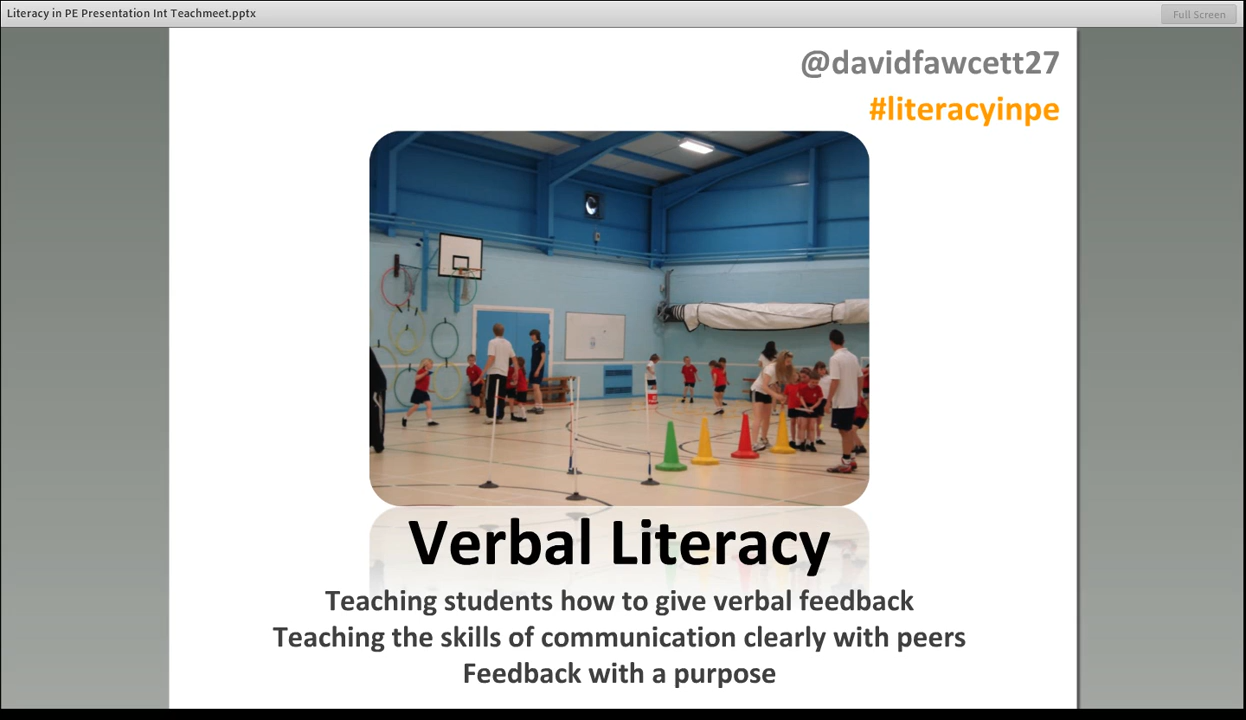 Literacy in PE Presentation Int Teachmeet.pptx
Full Screen
@davidfawcett27
#literacyinpe
Verbal Literacy
Teaching students how to give verbal feedback
Teaching the skills of communication clearly with peers
Feedback with a purpose